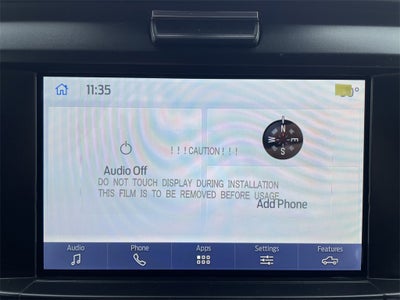 11:35
N
W E
S
!!!CAUTION!!!
Audio Off
DO NOT TOUCH DISPLAY DURING INSTALLATION
THIS FILM IS TO BE REMOVED BEFORE USAGE
Add Phone
Audio Phone Apps Settings Features